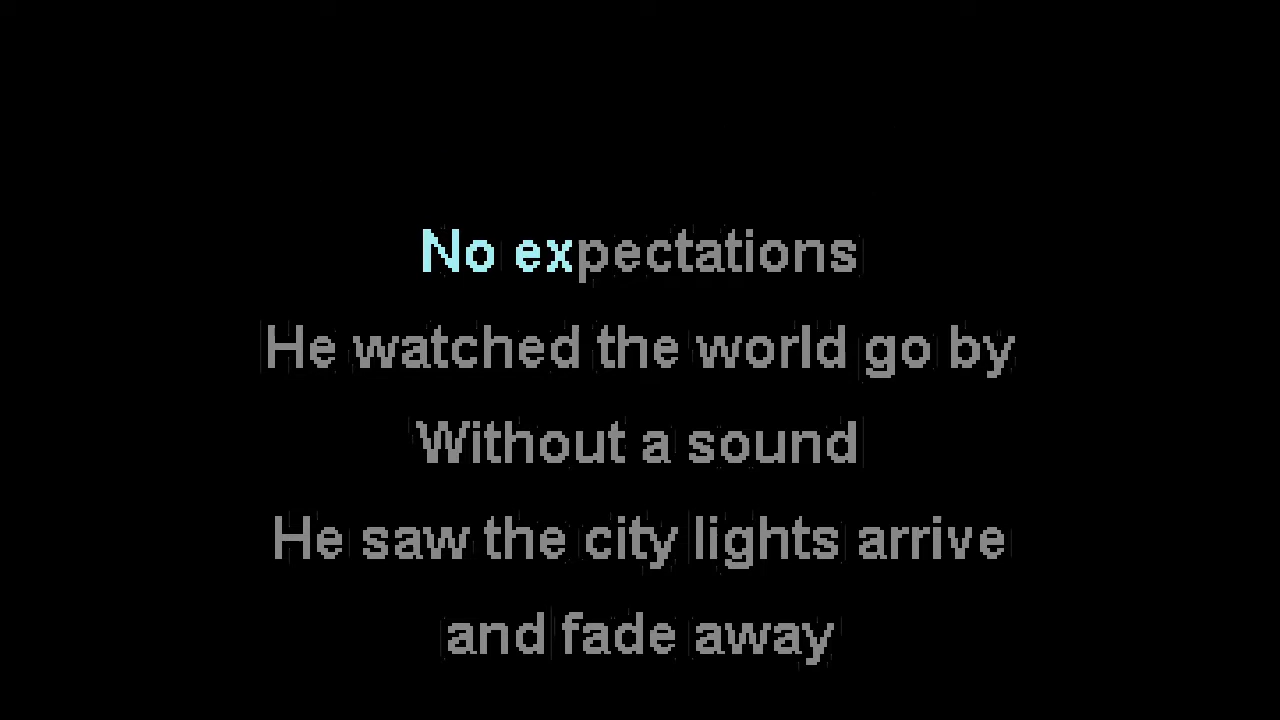 No expectations
He watched the world go by
Without a sound
He saw the city lights arrive
and fade away